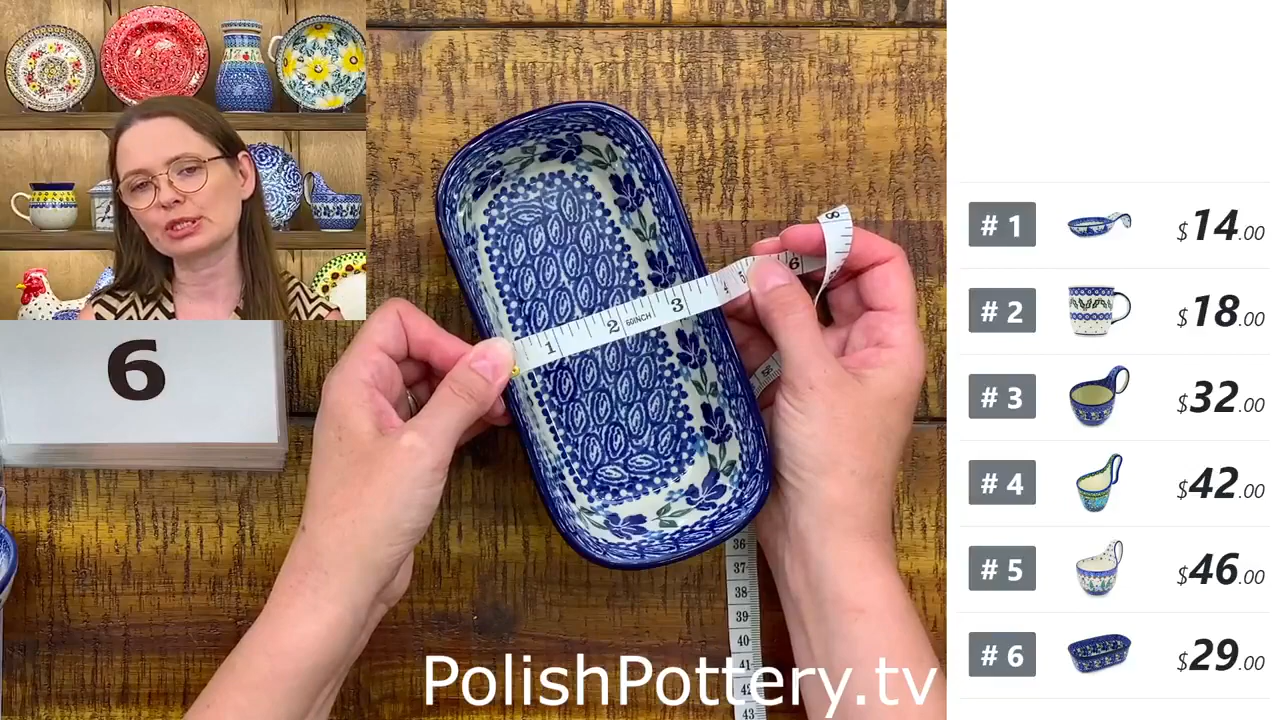 6
1 2 60INCH 3 4 5 6 8
36
37
38
39
40
41
42
43
PolishPottery.tv
# 1 $14.00
# 2 $18.00
# 3 $32.00
# 4 $42.00
# 5 $46.00
# 6 $29.00